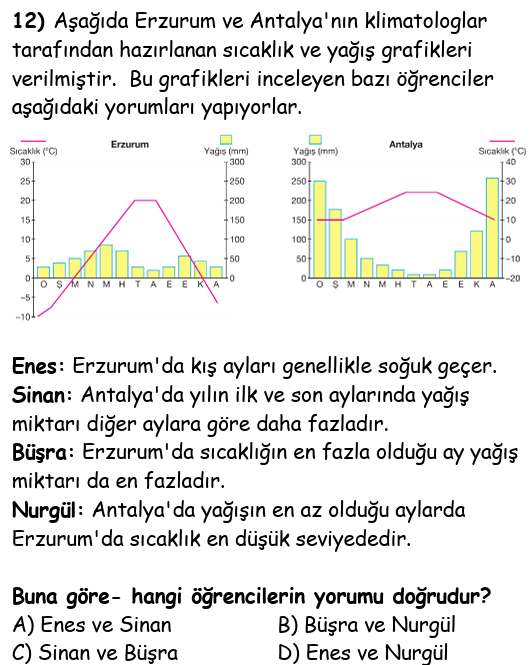 12) Aşağıda Erzurum ve Antalya'nın klimatologlar
tarafından hazırlanan sıcaklık ve yağış grafikleri
verilmiştir. Bu grafikleri inceleyen bazı öğrenciler
aşağıdaki yorumları yapıyorlar.
Sıcaklık (°C) Erzurum Yağış (mm)
30 300
25 250
20 200
15 150
10 100
5 50
0 0
-5
-10
O Ş M N M H T A E E K A
Yağış (mm) Antalya Sıcaklık (°C)
300 40
250 30
200 20
150 10
100 0
50 -10
0 -20
O Ş M N M H T A E E K A
Enes: Erzurum'da kış ayları genellikle soğuk geçer.
Sinan: Antalya'da yılın ilk ve son aylarında yağış
miktarı diğer aylara göre daha fazladır.
Büşra: Erzurum'da sıcaklığın en fazla olduğu ay yağış
miktarı da en fazladır.
Nurgül: Antalya'da yağışın en az olduğu aylarda
Erzurum'da sıcaklık en düşük seviyededir.
Buna göre- hangi öğrencilerin yorumu doğrudur?
A) Enes ve Sinan B) Büşra ve Nurgül
C) Sinan ve Büşra D) Enes ve Nurgül